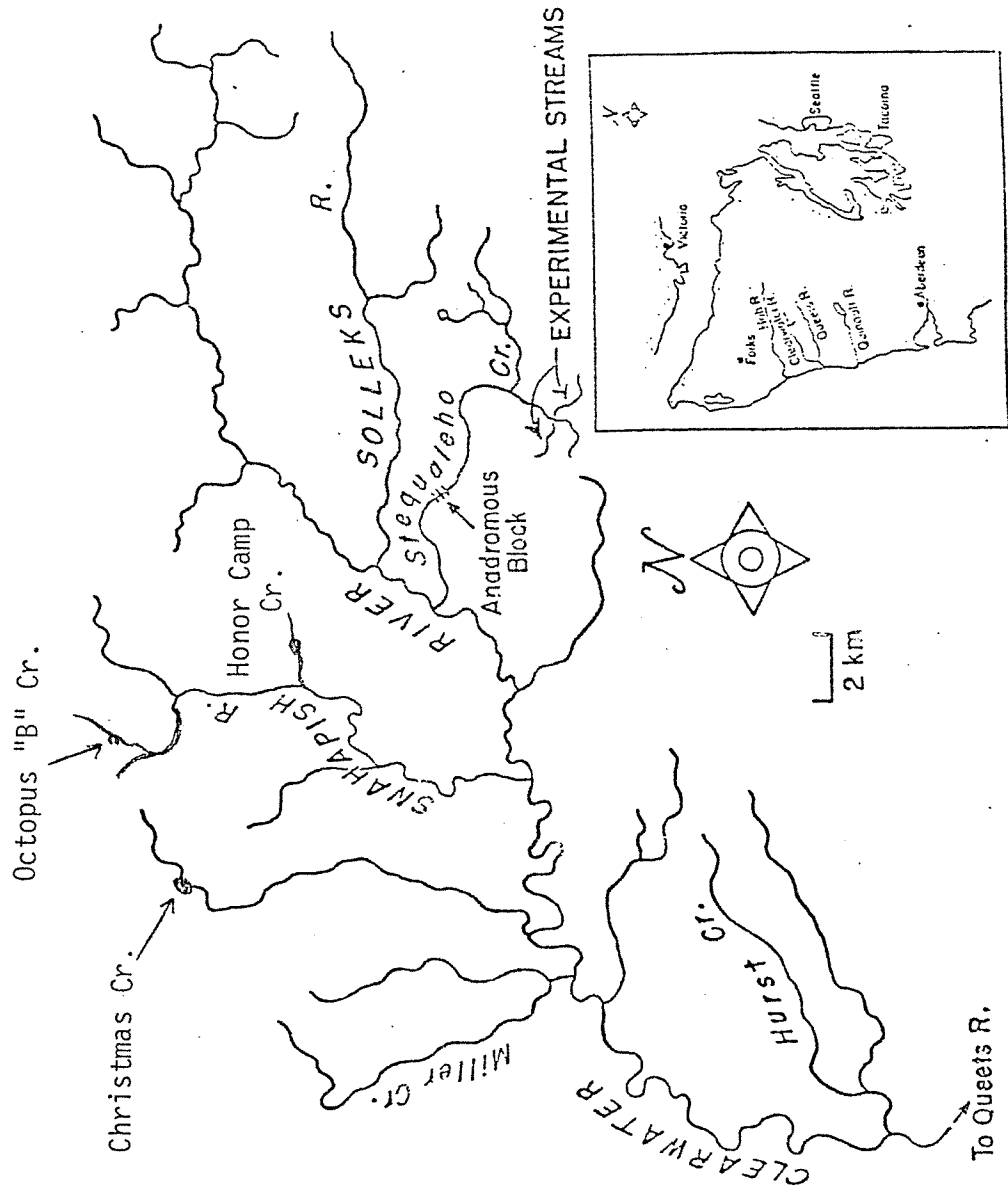 Octopus "B" Cr.
Christmas Cr.
Honor Camp
Cr.
SNAHAPISH R.
Miller Cr.
CLEARWATER RIVER
SOLLEKS R.
Stequaleho Cr.
Anadromous
Block
EXPERIMENTAL STREAMS
Hurst Cr.
To Queets R.
2 km
N
N
Victoria
Seattle
Tacoma
Forks
Hoh R.
Clearwater R.
Queets R.
Quinault R.
Aberdeen